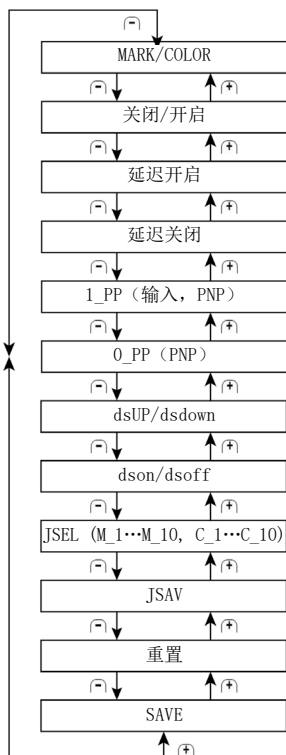 MARK/COLOR
关闭/开启
延迟开启
延迟关闭
1_PP（输入，PNP）
0_PP（PNP）
dsUP/dsdown
dson/dsoff
JSEL (M_1…M_10, C_1…C_10)
JSAV
重置
SAVE